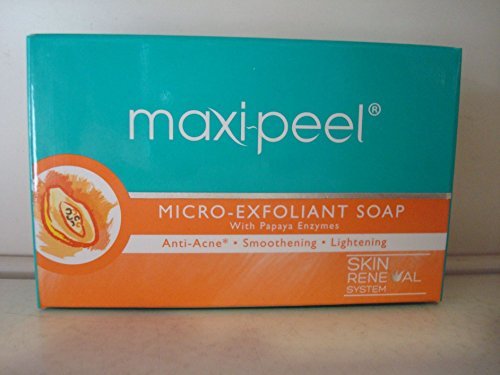 maxi-peel®
MICRO-EXFOLIANT SOAP
With Papaya Enzymes
Anti-Acne* • Smoothening • Lightening
SKIN
RENEWAL
SYSTEM